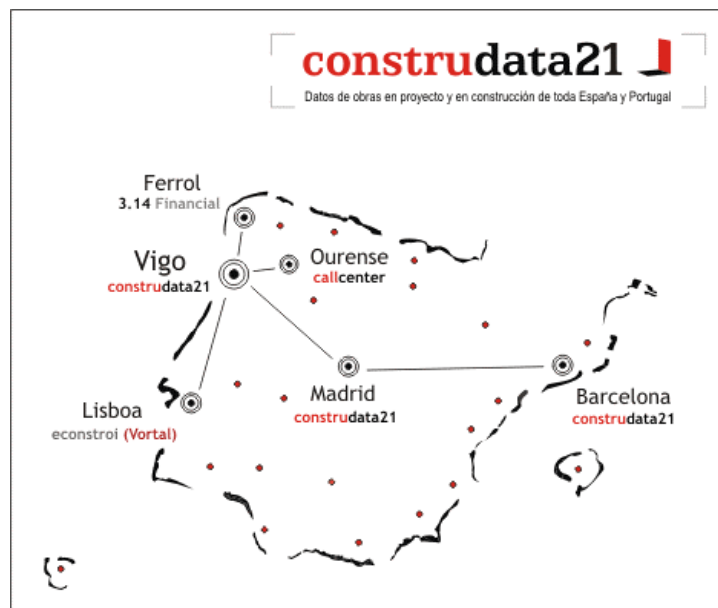 construdata21
Datos de obras en proyecto y en construcción de toda España y Portugal
Ferrol
3.14 Financial
Vigo
construdata21
Ourense
callcenter
Madrid
construdata21
Barcelona
construdata21
Lisboa
econstroi (Vortal)